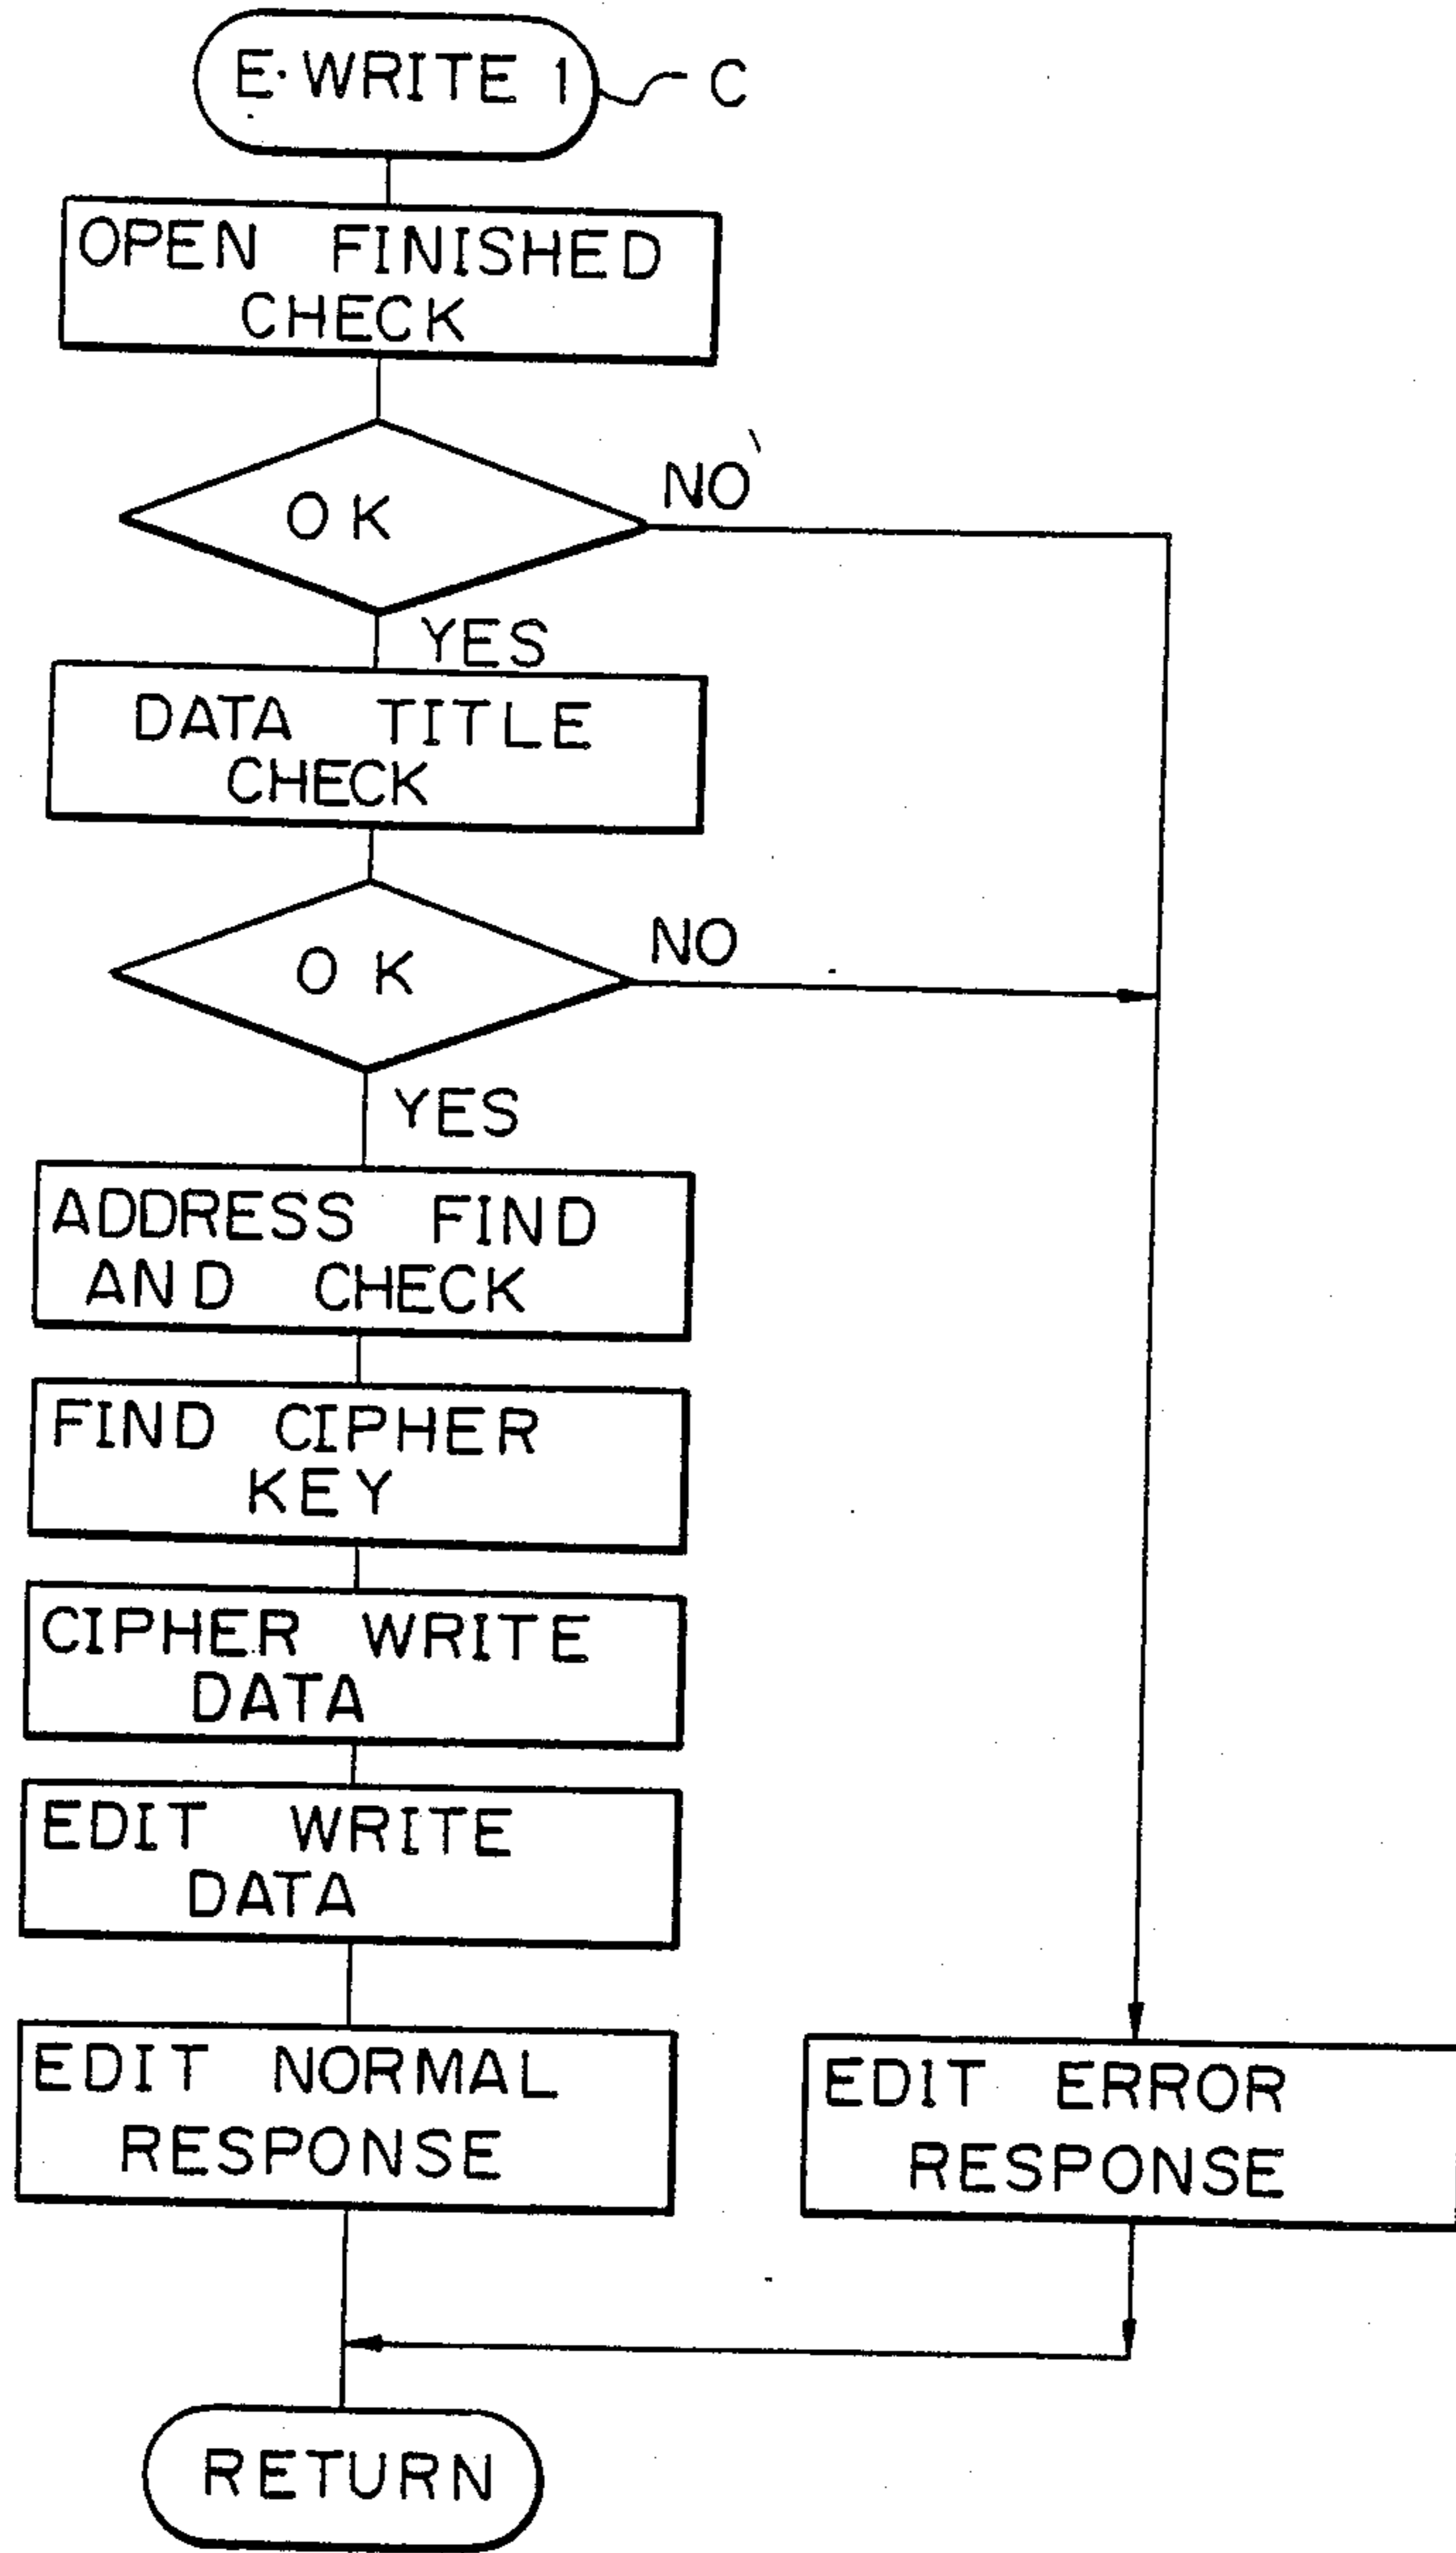 E·WRITE 1
C
OPEN FINISHED
CHECK
OK
NO
YES
DATA TITLE
CHECK
OK
NO
YES
ADDRESS FIND
AND CHECK
FIND CIPHER
KEY
CIPHER WRITE
DATA
EDIT WRITE
DATA
EDIT NORMAL
RESPONSE
EDIT ERROR
RESPONSE
RETURN